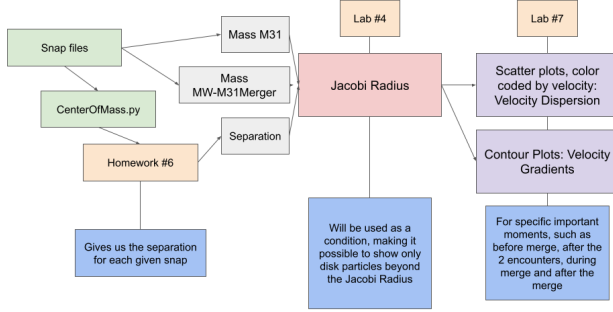 Lab #4
Lab #7
Snap files
Mass M31
CenterOfMass.py
Mass
MW-M31Merger
Jacobi Radius
Scatter plots, color
coded by velocity:
Velocity Dispersion
Separation
Homework #6
Contour Plots: Velocity
Gradients
Gives us the separation
for each given snap
Will be used as a
condition, making it
possible to show only
disk particles beyond
the Jacobi Radius
For specific important
moments, such as
before merge, after the
2 encounters, during
merge and after the
merge